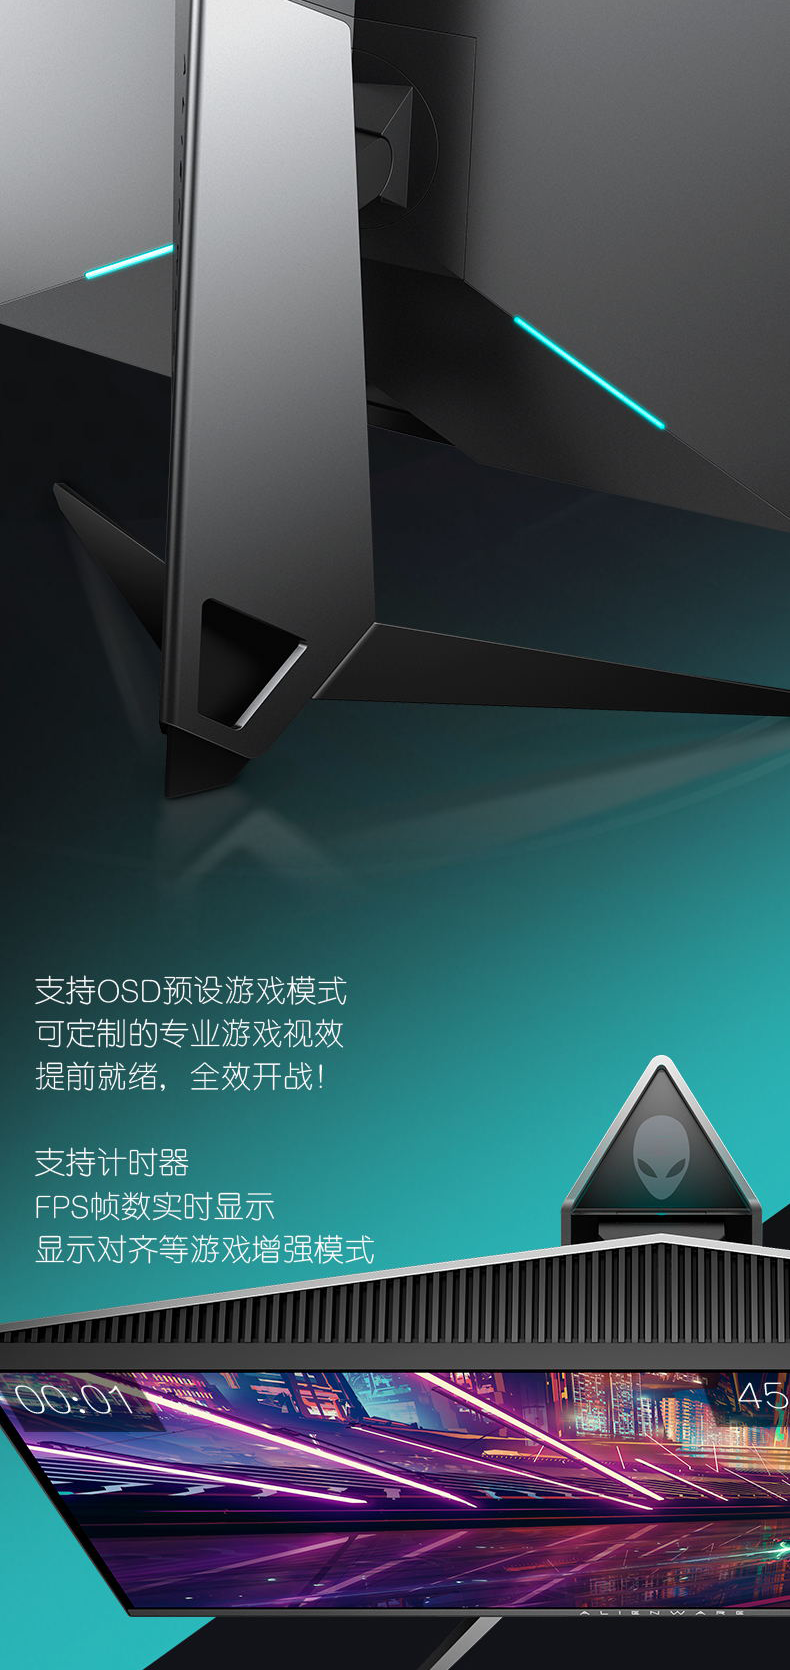 支持OSD预设游戏模式
可定制的专业游戏视效
提前就绪，全效开战！
支持计时器
FPS帧数实时显示
显示对齐等游戏增强模式
00:01
45
ALIENWARE